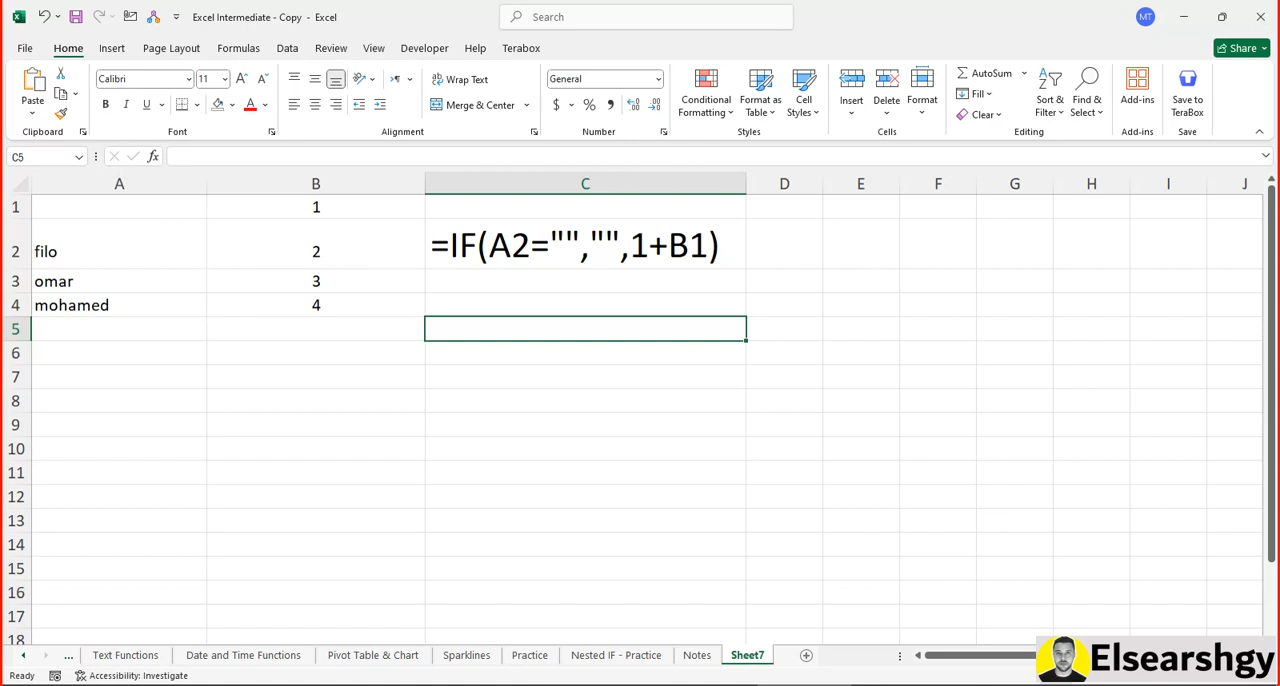 Excel Intermediate - Copy - Excel
Search
MT
File Home Insert Page Layout Formulas Data Review View Developer Help Terabox
Share
Paste
Clipboard
Calibri 11
B I U
Font
Wrap Text
Merge & Center
Alignment
General
$ % ,
Number
Conditional Formatting
Format as Table
Cell Styles
Styles
Insert Delete Format
Cells
AutoSum
Fill
Clear
Sort & Filter
Find & Select
Editing
Add-ins
Add-ins
Save to TeraBox
Save
C5 fx
A B C D E F G H I J
1 1
2 filo 2 =IF(A2="","",1+B1)
3 omar 3
4 mohamed 4
5
6
7
8
9
10
11
12
13
14
15
16
17
18
... Text Functions Date and Time Functions Pivot Table & Chart Sparklines Practice Nested IF - Practice Notes Sheet7
Ready Accessibility: Investigate
Elsearshgy